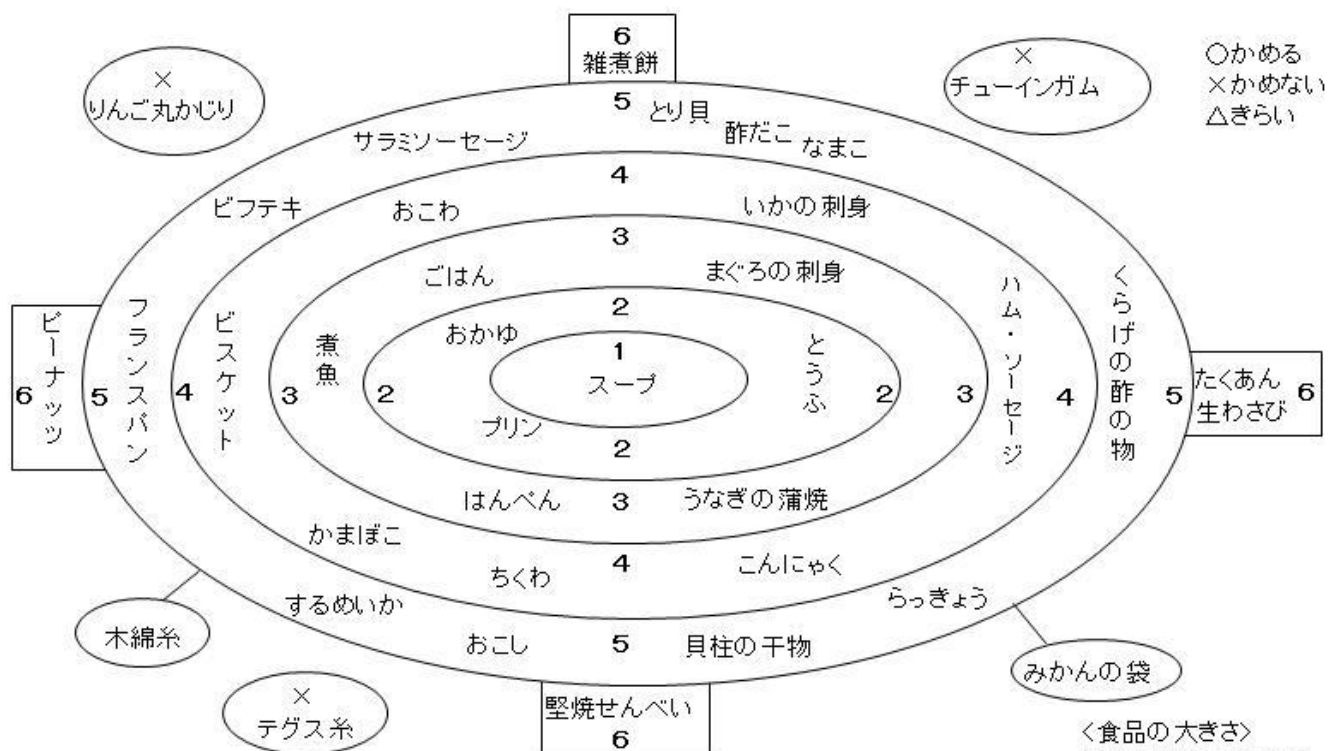 6
雑煮餅
×
りんご丸かじり
×
チューインガム
○かめる
×かめない
△きらい
5
とり貝
サラミソーセージ
酢だこ
なまこ
4
ビフテキ
おこわ
いかの刺身
3
ごはん
まぐろの刺身
2
おかゆ
1
スープ
とうふ
プリン
2
2
2
煮魚
3
3
ビスケット
4
ハム・ソーセージ
4
フランスパン
5
くらげの酢の物
5
ピーナッツ
6
たくあん
生わさび
6
はんぺん
3
うなぎの蒲焼
かまぼこ
ちくわ
4
こんにゃく
するめいか
らっきょう
おこし
5
貝柱の干物
木綿糸
みかんの袋
×
テグス糸
堅焼せんべい
6
〈食品の大きさ〉